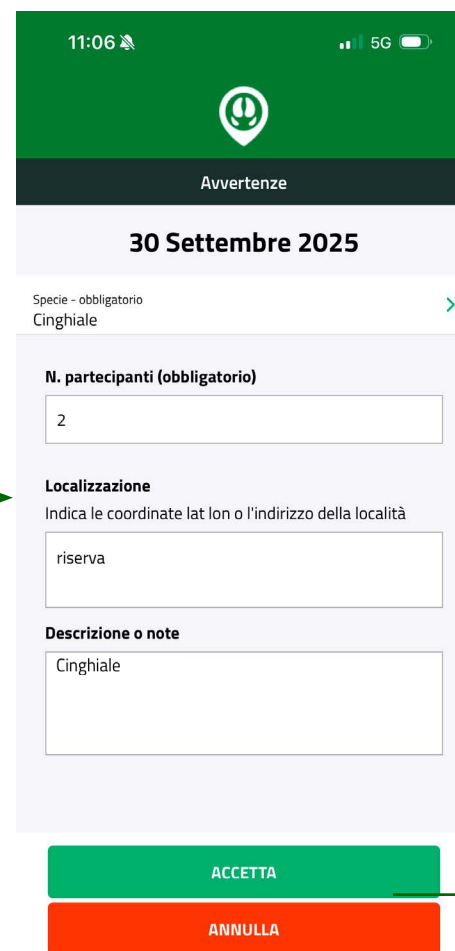 11:06
5G
Avvertenze
30 Settembre 2025
Specie - obbligatorio
Cinghiale
N. partecipanti (obbligatorio)
2
Localizzazione
Indica le coordinate lat lon o l'indirizzo della località
riserva
Descrizione o note
Cinghiale
ACCETTA
ANNULLA